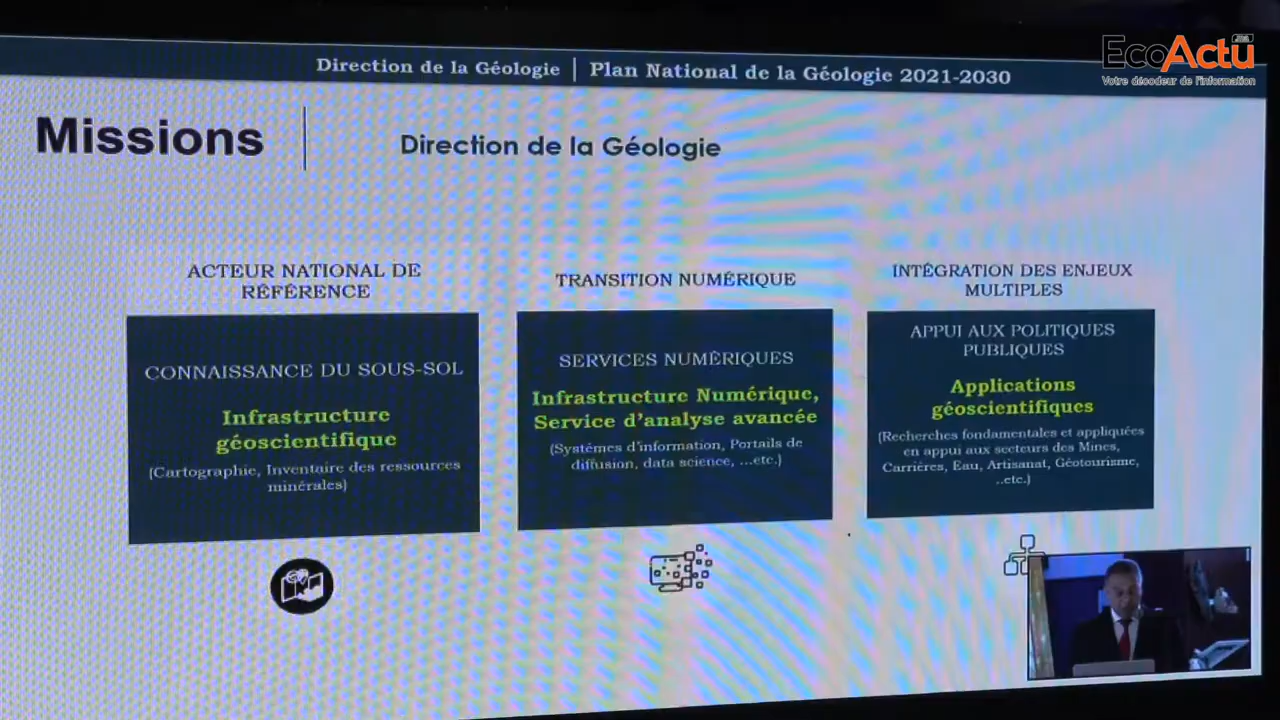 Direction de la Géologie | Plan National de la Géologie 2021-2030
EcoActu
Votre décodeur de l'information
Missions
Direction de la Géologie
ACTEUR NATIONAL DE
RÉFÉRENCE
CONNAISSANCE DU SOUS-SOL
Infrastructure
géoscientifique
(Cartographie, Inventaire des ressources
minérales)
TRANSITION NUMÉRIQUE
SERVICES NUMÉRIQUES
Infrastructure Numérique,
Service d'analyse avancée
(Systèmes d'information, Portails de
diffusion, data science, ...etc.)
INTÉGRATION DES ENJEUX
MULTIPLES
APPUI AUX POLITIQUES
PUBLIQUES
Applications
géoscientifiques
(Recherches fondamentales et appliquées
en appui aux secteurs des Mines,
Carrières, Eau, Artisanat, Géotourisme,
..etc.)